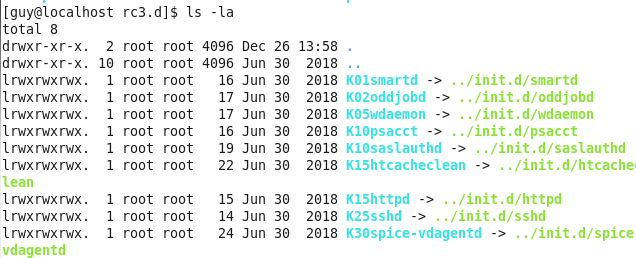 [guy@localhost rc3.d]$ ls -la
total 8
drwxr-xr-x.  2 root root 4096 Dec 26 13:58 .
drwxr-xr-x. 10 root root 4096 Jun 30  2018 ..
lrwxrwxrwx.  1 root root   16 Jun 30  2018 K01smartd -> ../init.d/smartd
lrwxrwxrwx.  1 root root   17 Jun 30  2018 K02oddjobd -> ../init.d/oddjobd
lrwxrwxrwx.  1 root root   17 Jun 30  2018 K05wdaemon -> ../init.d/wdaemon
lrwxrwxrwx.  1 root root   16 Jun 30  2018 K10psacct -> ../init.d/psacct
lrwxrwxrwx.  1 root root   19 Jun 30  2018 K10saslauthd -> ../init.d/saslauthd
lrwxrwxrwx.  1 root root   22 Jun 30  2018 K15htcacheclean -> ../init.d/htcache
lean
lrwxrwxrwx.  1 root root   15 Jun 30  2018 K15httpd -> ../init.d/httpd
lrwxrwxrwx.  1 root root   14 Jun 30  2018 K25sshd -> ../init.d/sshd
lrwxrwxrwx.  1 root root   24 Jun 30  2018 K30spice-vdagentd -> ../init.d/spice
vdagentd